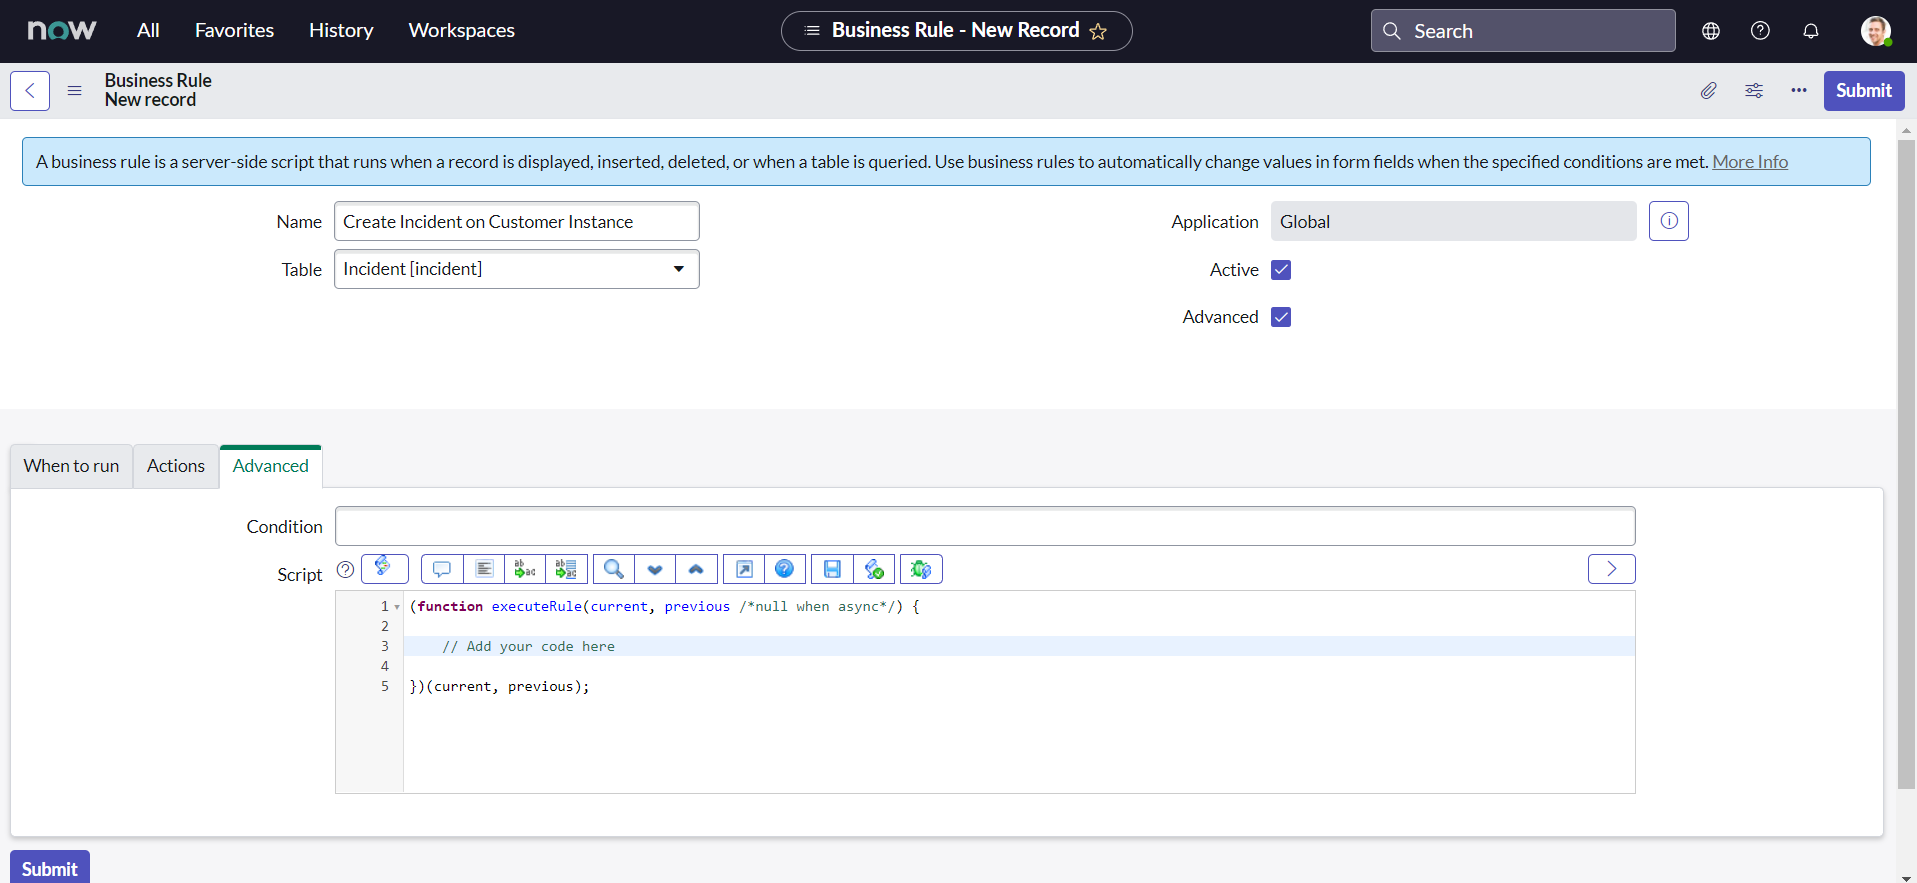 now All Favorites History Workspaces Business Rule - New Record Search
Business Rule
New record
Submit
A business rule is a server-side script that runs when a record is displayed, inserted, deleted, or when a table is queried. Use business rules to automatically change values in form fields when the specified conditions are met. More Info
Name Create Incident on Customer Instance
Application Global
Table Incident [incident]
Active
Advanced
When to run Actions Advanced
Condition
Script
1 (function executeRule(current, previous /*null when async*/) {
2
3 // Add your code here
4
5 })(current, previous);
Submit